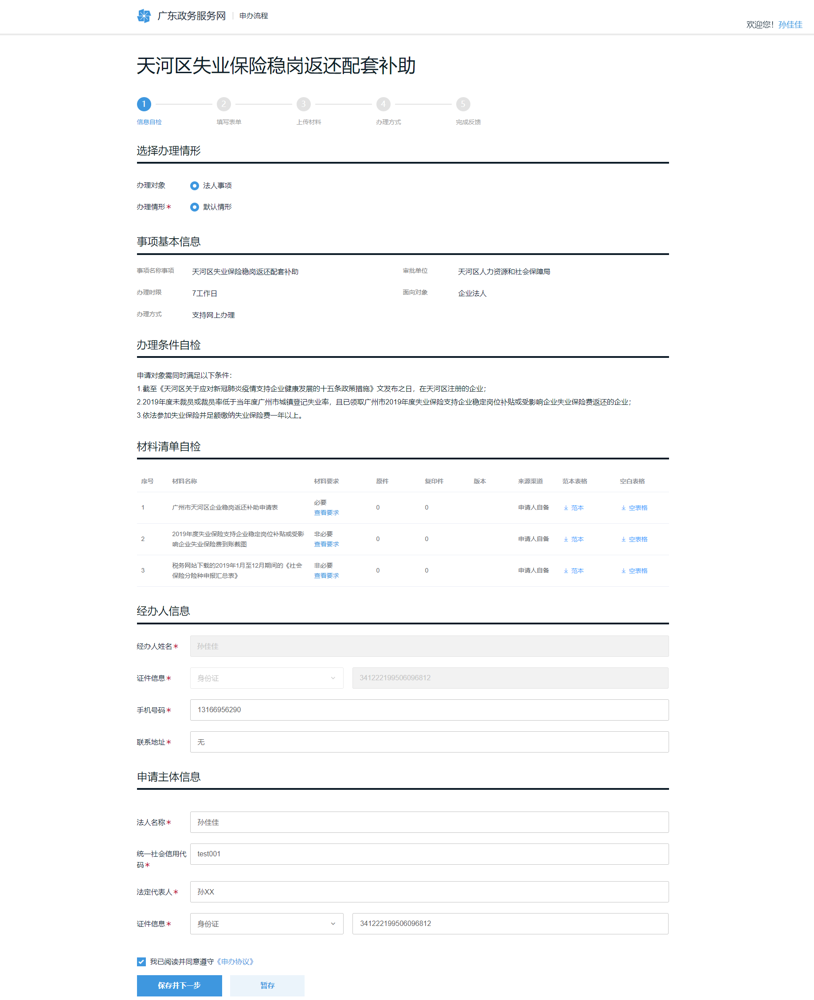 广东政务服务网 | 申办流程
欢迎您！孙佳佳
天河区失业保险稳岗返还配套补助
1 2 3 4 5
信息自检 填写表单 上传材料 办理方式 完成反馈
选择办理情形
办理对象 法人事项
办理情形* 默认情形
事项基本信息
事项名称事项 天河区失业保险稳岗返还配套补助 审批单位 天河区人力资源和社会保障局
办理时限 7工作日 面向对象 企业法人
办理方式 支持网上办理
办理条件自检
申请对象需同时满足以下条件：
1.截至《天河区关于应对新冠肺炎疫情支持企业健康发展的十五条政策措施》文发布之日，在天河区注册的企业；
2.2019年度未裁员或裁员率低于当年度广州市城镇登记失业率，且已领取广州市2019年度失业保险支持企业稳定岗位补贴或受影响企业失业保险费返还的企业；
3.依法参加失业保险并足额缴纳失业保险费一年以上。
材料清单自检
序号 材料名称 材料要求 原件 复印件 版本 来源渠道 范本表格 空白表格
1 广州市天河区企业稳岗返还补助申请表 必要 0 0 申请人自备 范本 空表格
查看要求
2 2019年度失业保险支持企业稳定岗位补贴或受影 非必要 0 0 申请人自备 范本 空表格
响企业失业保险费到账截图 查看要求
3 税务网站下载的2019年1月至12月期间的《社会 非必要 0 0 申请人自备 范本 空表格
保险分险种申报汇总表》 查看要求
经办人信息
经办人姓名* 孙佳佳
证件信息* 身份证 341222199506096812
手机号码* 13166956290
联系地址* 无
申请主体信息
法人名称* 孙佳佳
统一社会信用代 test001
码*
法定代表人* 孙XX
证件信息* 身份证 341222199506096812
我已阅读并同意遵守《申办协议》
保存并下一步 暂存